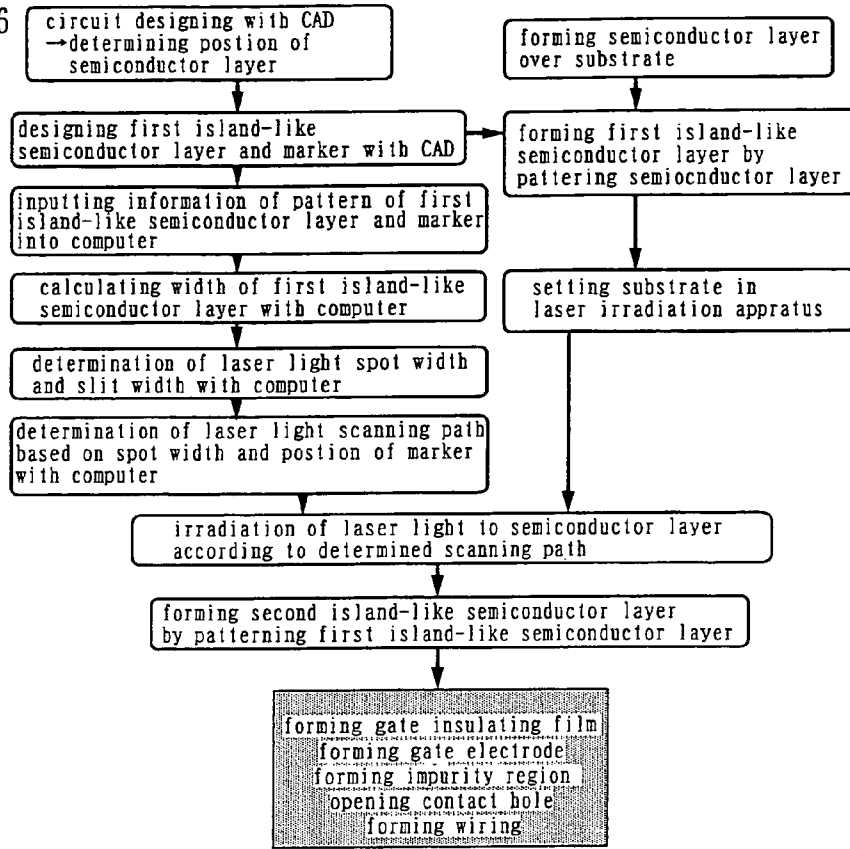 6
circuit designing with CAD
→determining postion of
semiconductor layer
forming semiconductor layer
over substrate
designing first island-like
semiconductor layer and marker with CAD
forming first island-like
semiconductor layer by
pattering semiocnductor layer
inputting information of pattern of first
island-like semiconductor layer and marker
into computer
calculating width of first island-like
semiconductor layer with computer
setting substrate in
laser irradiation appratus
determination of laser light spot width
and slit width with computer
determination of laser light scanning path
based on spot width and postion of marker
with computer
irradiation of laser light to semiconductor layer
according to determined scanning path
forming second island-like semiconductor layer
by patterning first island-like semiconductor layer
forming gate insulating film
forming gate electrode
forming impurity region
opening contact hole
forming wiring